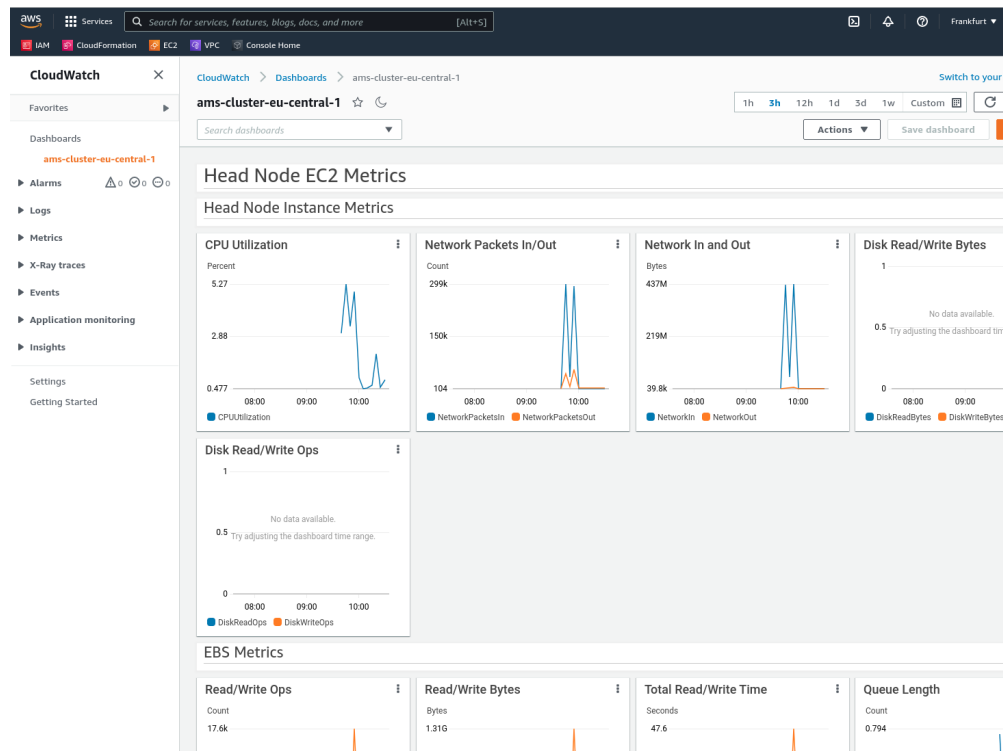 aws Services Search for services, features, blogs, docs, and more [Alt+S] Frankfurt
IAM CloudFormation EC2 VPC Console Home
CloudWatch
Favorites
Dashboards
ams-cluster-eu-central-1
Alarms 0 0 0
Logs
Metrics
X-Ray traces
Events
Application monitoring
Insights
Settings
Getting Started
CloudWatch Dashboards ams-cluster-eu-central-1
Switch to your
ams-cluster-eu-central-1
1h 3h 12h 1d 3d 1w Custom
Search dashboards
Actions Save dashboard
Head Node EC2 Metrics
Head Node Instance Metrics
CPU Utilization
Percent
5.27
2.88
0.477
08:00 09:00 10:00
CPUUtilization
Network Packets In/Out
Count
299k
150k
104
08:00 09:00 10:00
NetworkPacketsIn NetworkPacketsOut
Network In and Out
Bytes
437M
219M
39.8k
08:00 09:00 10:00
NetworkIn NetworkOut
Disk Read/Write Bytes
1
No data available.
0.5 Try adjusting the dashboard tim
0
08:00 09:00
DiskReadBytes DiskWriteBytes
Disk Read/Write Ops
1
No data available.
0.5 Try adjusting the dashboard time range.
0
08:00 09:00 10:00
DiskReadOps DiskWriteOps
EBS Metrics
Read/Write Ops
Count
17.6k
Read/Write Bytes
Bytes
1.31G
Total Read/Write Time
Seconds
47.6
Queue Length
Count
0.794